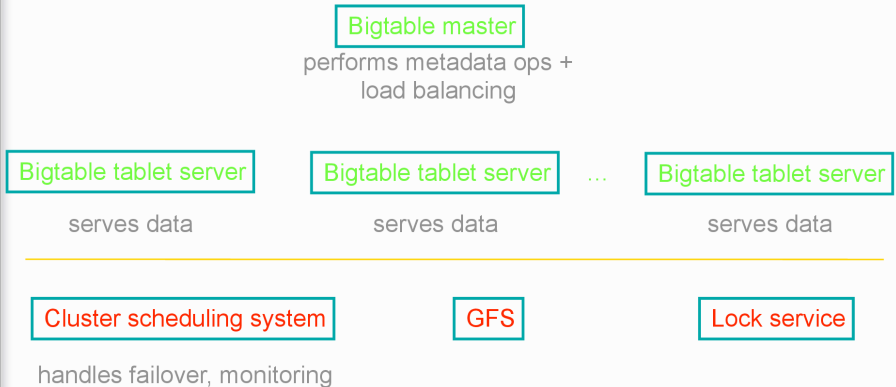 Bigtable master
performs metadata ops +
load balancing
Bigtable tablet server
Bigtable tablet server
...
Bigtable tablet server
serves data
serves data
serves data
Cluster scheduling system
GFS
Lock service
handles failover, monitoring